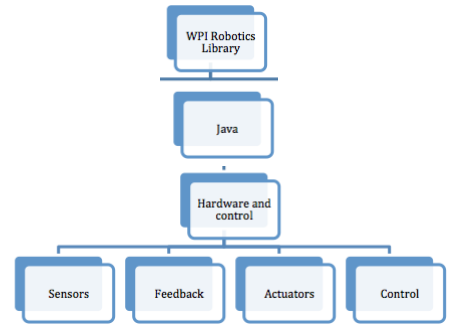 WPI Robotics
Library
Java
Hardware and
control
Sensors
Feedback
Actuators
Control